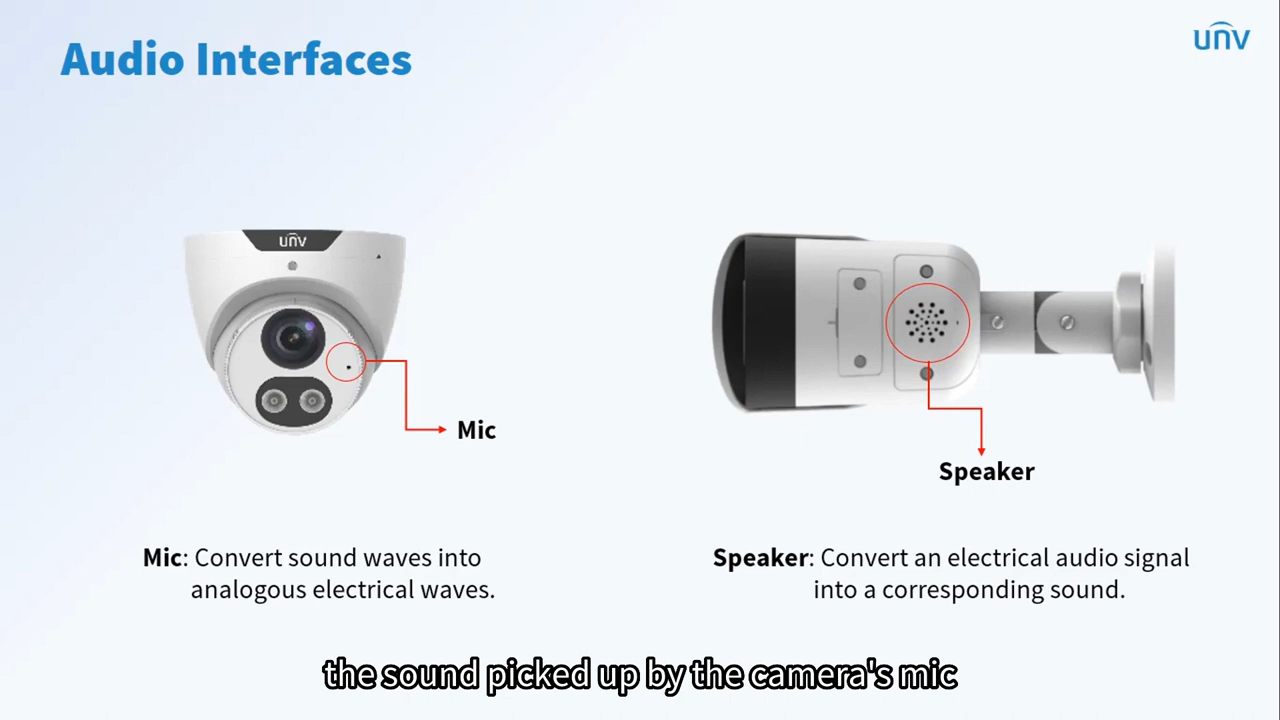 Audio Interfaces
unv
unv
Mic
Speaker
Mic: Convert sound waves into
analogous electrical waves.
Speaker: Convert an electrical audio signal
into a corresponding sound.
the sound picked up by the camera's mic